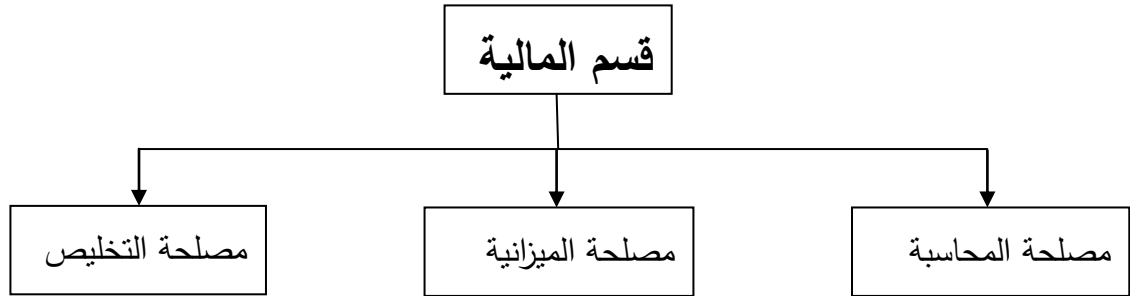 قسم المالية
مصلحة المحاسبة
مصلحة الميزانية
مصلحة التخليص